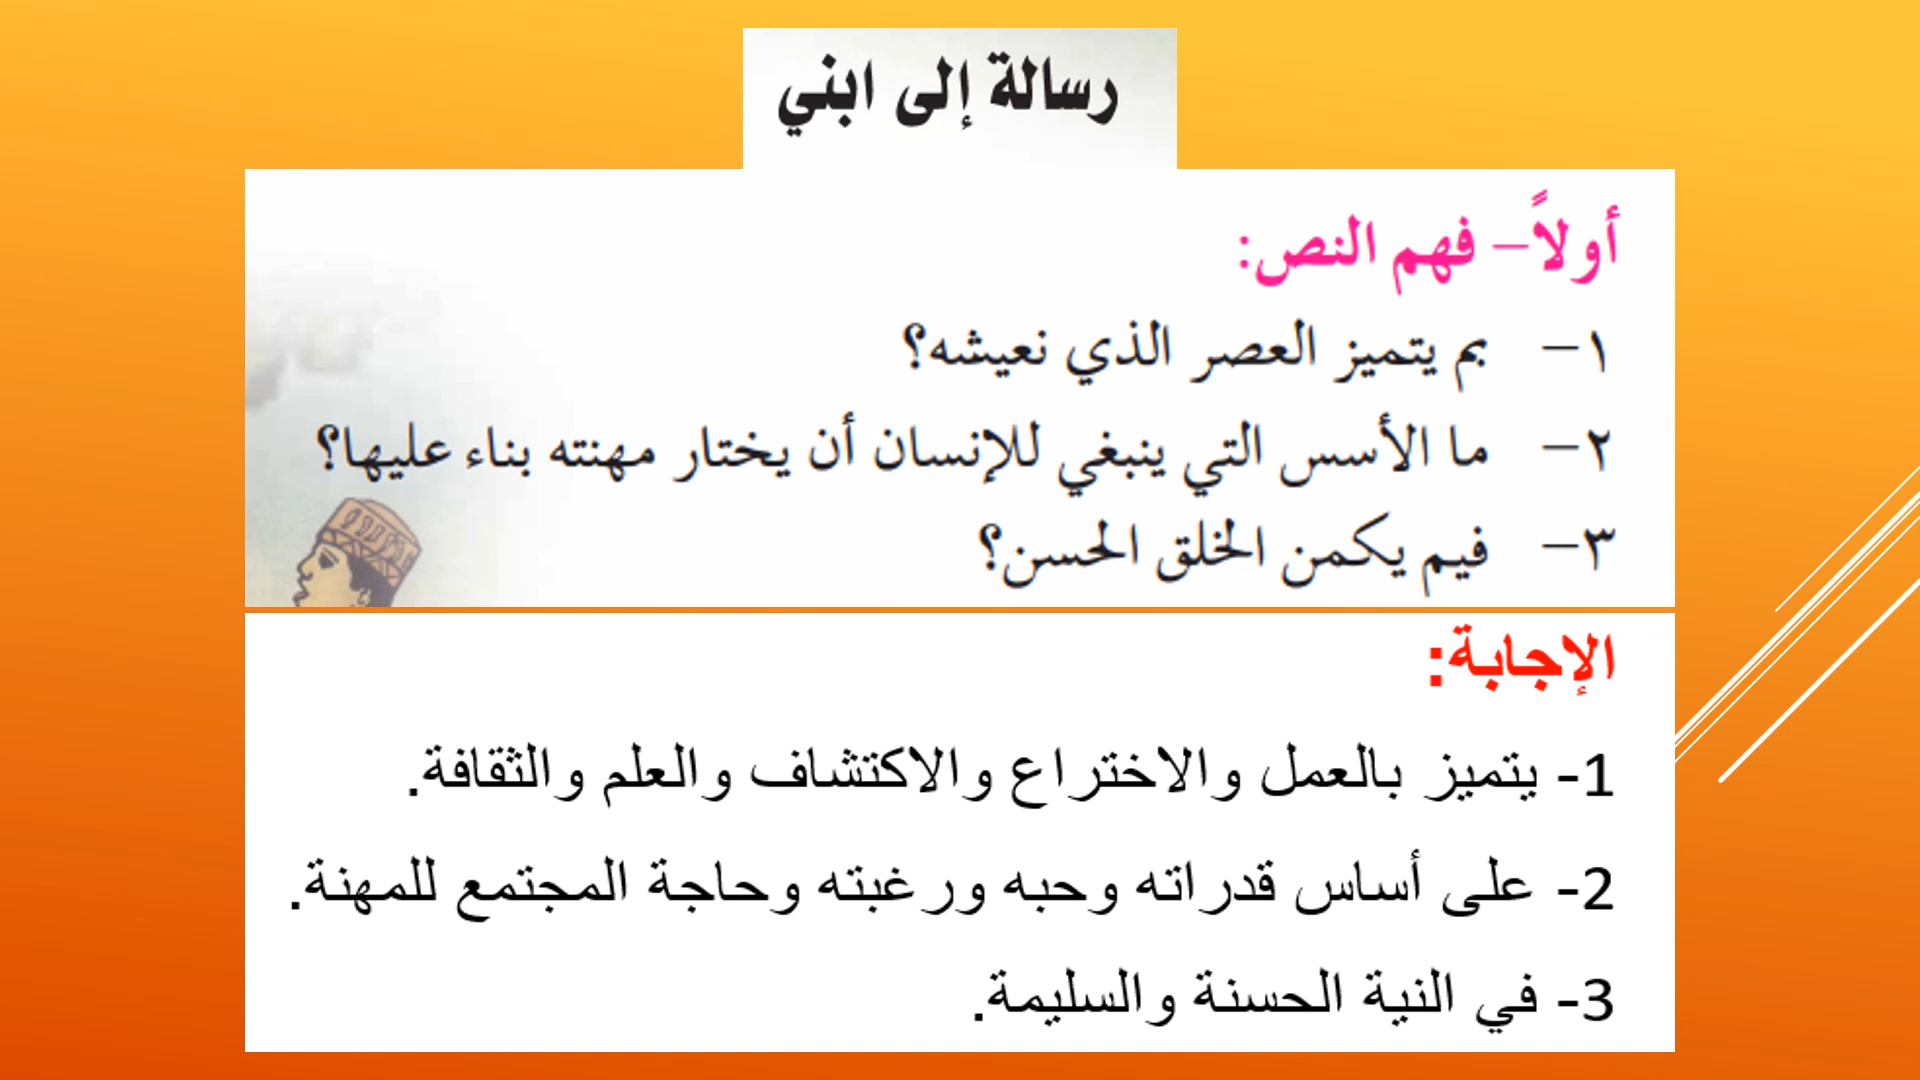 رسالة إلى ابني
أولاً– فهم النص:
١– بم يتميز العصر الذي نعيشه؟
٢– ما الأسس التي ينبغي للإنسان أن يختار مهنته بناء عليها؟
٣– فيم يكمن الخلق الحسن؟
الإجابة:
1- يتميز بالعمل والاختراع والاكتشاف والعلم والثقافة.
2- على أساس قدراته وحبه ورغبته وحاجة المجتمع للمهنة.
3- في النية الحسنة والسليمة.